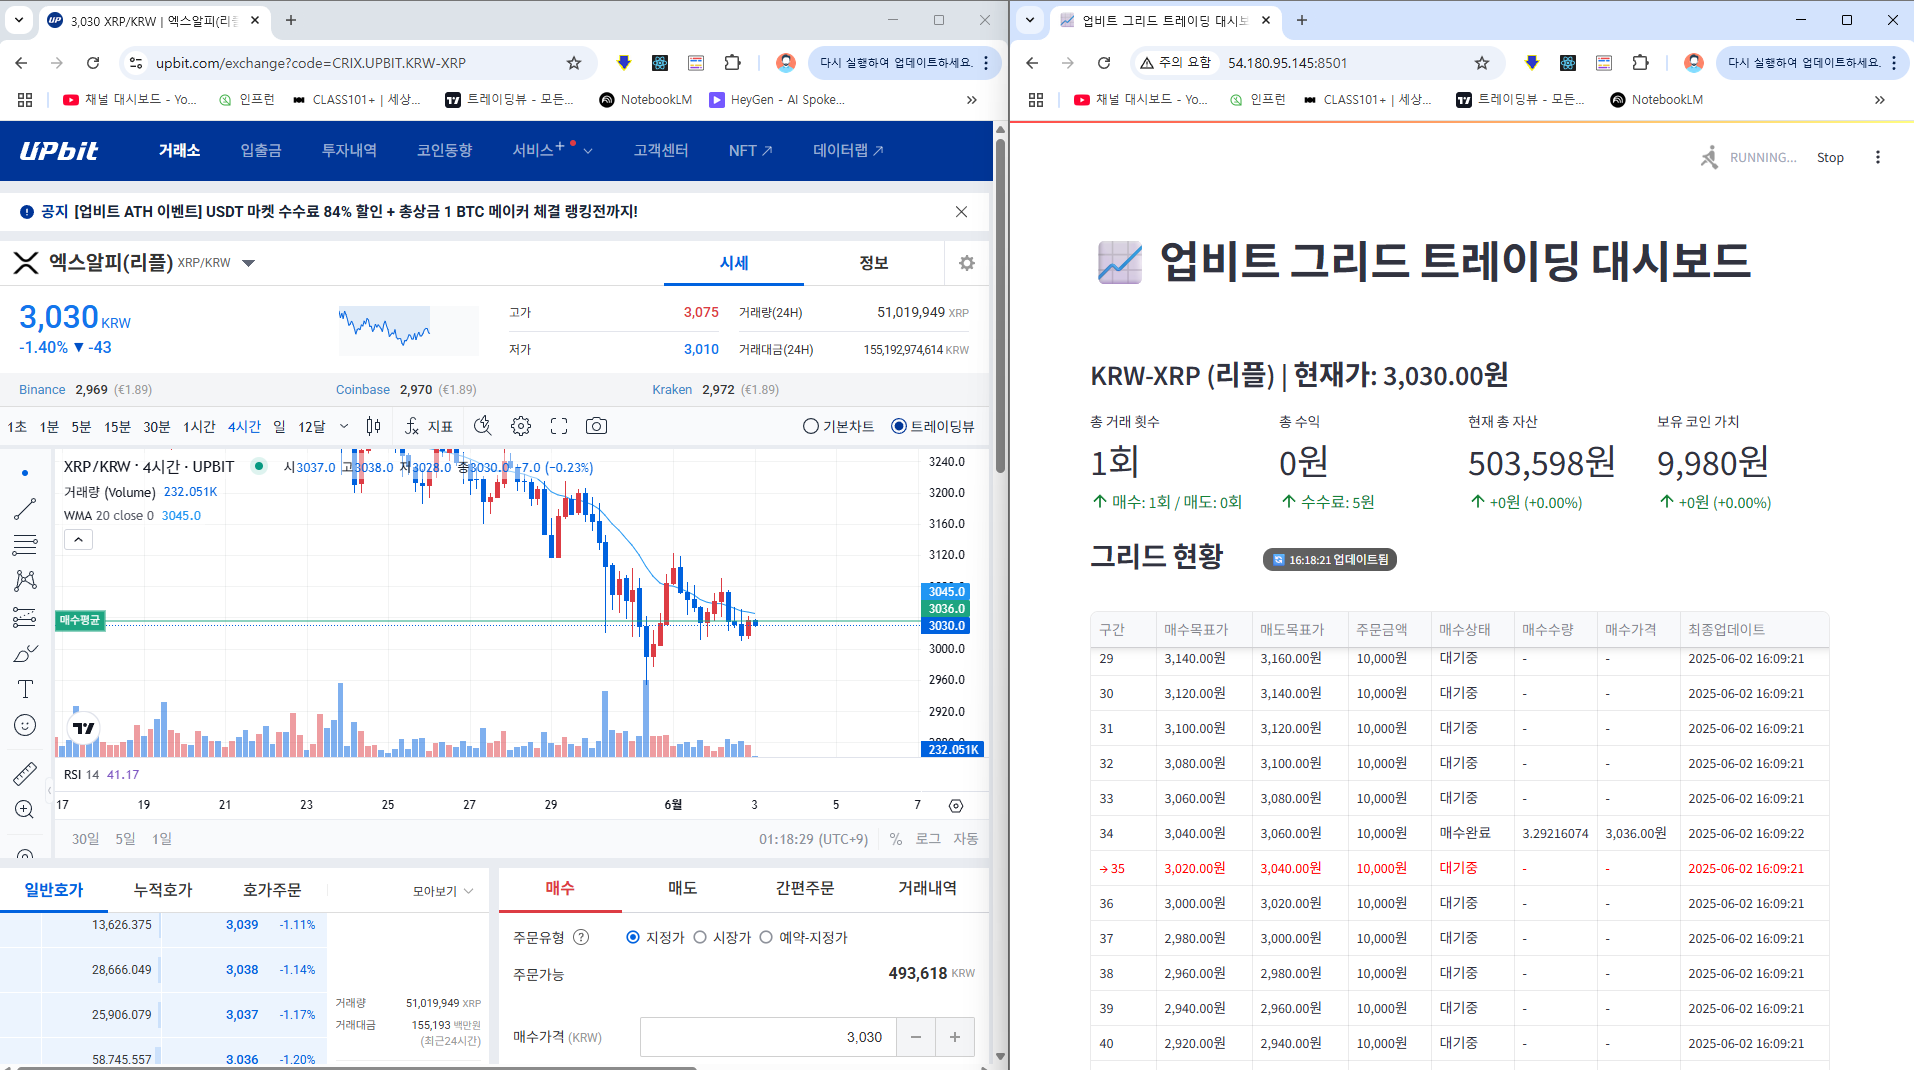 3,030 XRP/KRW | 엑스알피(리플
upbit.com/exchange?code=CRIX.UPBIT.KRW-XRP
다시 실행하여 업데이트하세요.
채널 대시보드 - Yo...
인프런
CLASS101+ | 세상...
트레이딩뷰 - 모든...
NotebookLM
HeyGen - AI Spoke...
UPbit
거래소
입출금
투자내역
코인동향
서비스+
고객센터
NFT
데이터랩
공지 [업비트 ATH 이벤트] USDT 마켓 수수료 84% 할인 + 총상금 1 BTC 메이커 체결 랭킹전까지!
엑스알피(리플) XRP/KRW
시세
정보
3,030 KRW
-1.40% ▼ -43
고가 3,075
거래량(24H) 51,019,949 XRP
저가 3,010
거래대금(24H) 155,192,974,614 KRW
Binance 2,969 (€1.89)
Coinbase 2,970 (€1.89)
Kraken 2,972 (€1.89)
1초 1분 5분 15분 30분 1시간 4시간 일 12달
지표
기본차트
트레이딩뷰
XRP/KRW · 4시간 · UPBIT
시3037.0 고3038.0 저3028.0 종3030.0 −7.0 (−0.23%)
거래량 (Volume) 232.051K
WMA 20 close 0 3045.0
매수평균
3240.0
3200.0
3160.0
3120.0
3045.0
3036.0
3030.0
3000.0
2960.0
2920.0
232.051K
RSI 14 41.17
17 19 21 23 25 27 29 6월 3 5 7
30일 5일 1일
01:18:29 (UTC+9)
% 로그 자동
일반호가
누적호가
호가주문
모아보기
13,626.375 3,039 -1.11%
28,666.049 3,038 -1.14%
25,906.079 3,037 -1.17%
58,745.557 3,036 -1.20%
거래량 51,019,949 XRP
거래대금 155,193 백만원
(최근24시간)
매수
매도
간편주문
거래내역
주문유형 ?
지정가
시장가
예약-지정가
주문가능 493,618 KRW
매수가격 (KRW) 3,030 − +
업비트 그리드 트레이딩 대시보
주의 요함 54.180.95.145:8501
다시 실행하여 업데이트하세요.
채널 대시보드 - Yo...
인프런
CLASS101+ | 세상...
트레이딩뷰 - 모든...
NotebookLM
RUNNING...
Stop
업비트 그리드 트레이딩 대시보드
KRW-XRP (리플) | 현재가: 3,030.00원
총 거래 횟수
1회
매수: 1회 / 매도: 0회
총 수익
0원
수수료: 5원
현재 총 자산
503,598원
+0원 (+0.00%)
보유 코인 가치
9,980원
+0원 (+0.00%)
그리드 현황
16:18:21 업데이트됨
구간 매수목표가 매도목표가 주문금액 매수상태 매수수량 매수가격 최종업데이트
29 3,140.00원 3,160.00원 10,000원 대기중 - - 2025-06-02 16:09:21
30 3,120.00원 3,140.00원 10,000원 대기중 - - 2025-06-02 16:09:21
31 3,100.00원 3,120.00원 10,000원 대기중 - - 2025-06-02 16:09:21
32 3,080.00원 3,100.00원 10,000원 대기중 - - 2025-06-02 16:09:21
33 3,060.00원 3,080.00원 10,000원 대기중 - - 2025-06-02 16:09:21
34 3,040.00원 3,060.00원 10,000원 매수완료 3.29216074 3,036.00원 2025-06-02 16:09:22
→ 35 3,020.00원 3,040.00원 10,000원 대기중 - - 2025-06-02 16:09:21
36 3,000.00원 3,020.00원 10,000원 대기중 - - 2025-06-02 16:09:21
37 2,980.00원 3,000.00원 10,000원 대기중 - - 2025-06-02 16:09:21
38 2,960.00원 2,980.00원 10,000원 대기중 - - 2025-06-02 16:09:21
39 2,940.00원 2,960.00원 10,000원 대기중 - - 2025-06-02 16:09:21
40 2,920.00원 2,940.00원 10,000원 대기중 - - 2025-06-02 16:09:21